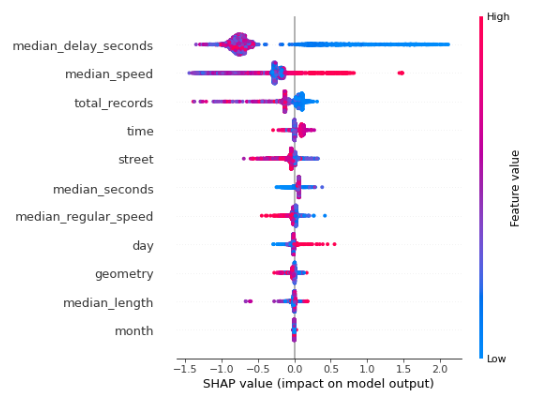 High
median_delay_seconds
median_speed
total_records
time
street
median_seconds
median_regular_speed
day
geometry
median_length
month
Feature value
Low
−1.5 −1.0 −0.5 0.0 0.5 1.0 1.5 2.0
SHAP value (impact on model output)